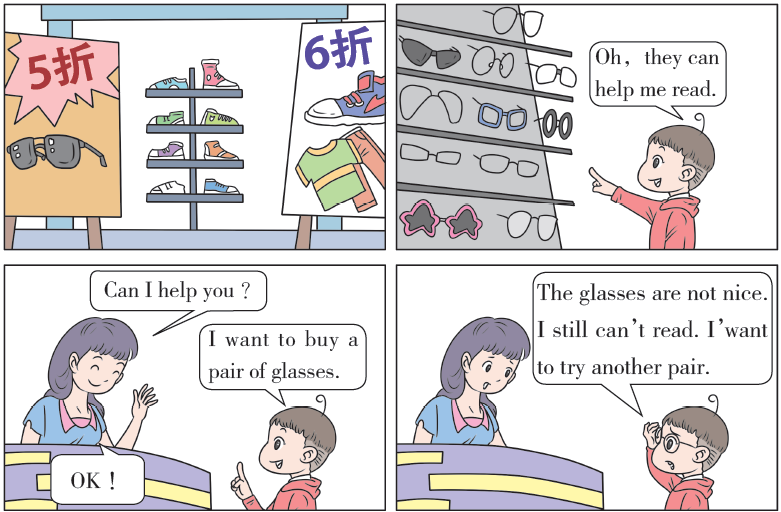 5折
6折
Oh, they can
help me read.
Can I help you ?
I want to buy a
pair of glasses.
OK !
The glasses are not nice.
I still can't read. I'want
to try another pair.